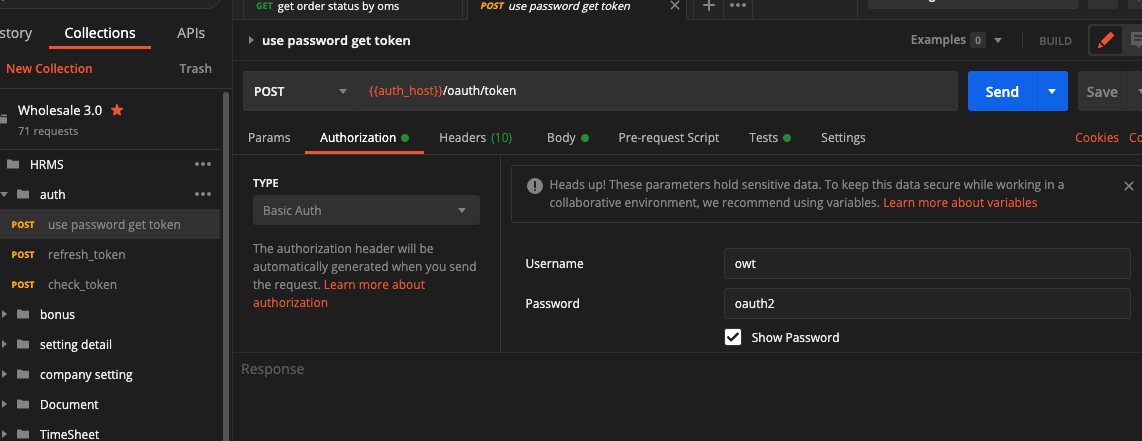 GET get order status by oms
POST use password get token
story
Collections
APIs
use password get token
Examples 0
BUILD
New Collection
Trash
POST
{{auth_host}}/oauth/token
Send
Save
Wholesale 3.0
71 requests
Params
Authorization
Headers (10)
Body
Pre-request Script
Tests
Settings
Cookies
Co
HRMS
auth
POST use password get token
POST refresh_token
POST check_token
bonus
setting detail
company setting
Document
TimeSheet
TYPE
Basic Auth
The authorization header will be
automatically generated when you send
the request. Learn more about
authorization
Heads up! These parameters hold sensitive data. To keep this data secure while working in a
collaborative environment, we recommend using variables. Learn more about variables
Username
owt
Password
oauth2
Show Password
Response